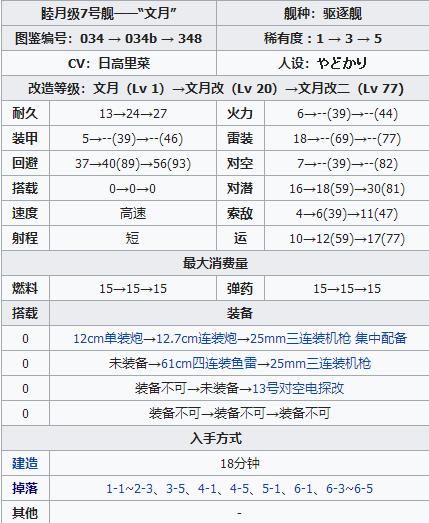 睦月级7号舰——“文月” 舰种：驱逐舰
图鉴编号：034 → 034b → 348 稀有度：1 → 3 → 5
CV：日高里菜 人设：やどかり
改造等级：文月（Lv 1）→文月改（Lv 20）→文月改二（Lv 77）
耐久 13→24→27 火力 6→--(39)→--(44)
装甲 5→--(39)→--(46) 雷装 18→--(69)→--(77)
回避 37→40(89)→56(93) 对空 7→--(39)→--(82)
搭载 0→0→0 对潜 16→18(59)→30(81)
速度 高速 索敌 4→6(39)→11(47)
射程 短 运 10→12(59)→17(77)
最大消费量
燃料 15→15→15 弹药 15→15→15
搭载 装备
0 12cm单装炮→12.7cm连装炮→25mm三连装机枪 集中配备
0 未装备→61cm四连装鱼雷→25mm三连装机枪
0 装备不可→未装备→13号对空电探改
0 装备不可→装备不可→装备不可
入手方式
建造 18分钟
掉落 1-1~2-3、3-5、4-1、4-5、5-1、6-1、6-3~6-5
其他 -